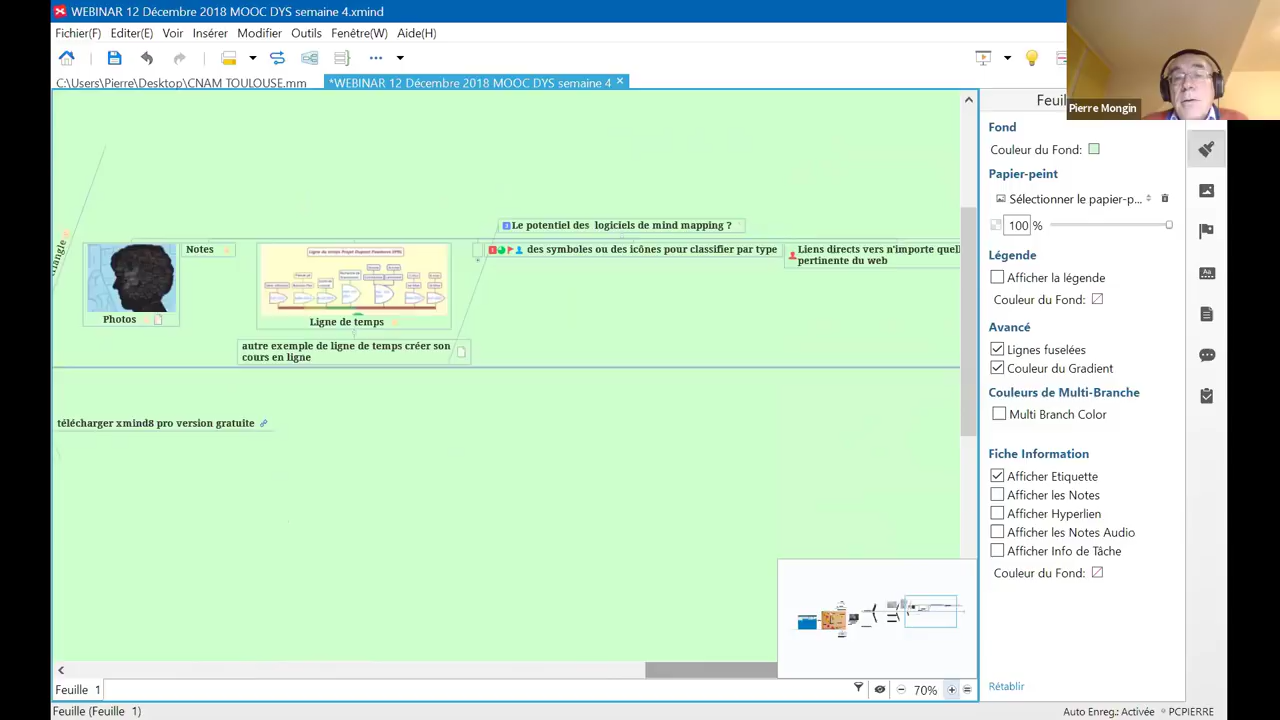 WEBINAR 12 Décembre 2018 MOOC DYS semaine 4.xmind
Fichier(F) Editer(E) Voir Insérer Modifier Outils Fenêtre(W) Aide(H)
C:\Users\Pierre\Desktop\CNAM TOULOUSE.mm
*WEBINAR 12 Décembre 2018 MOOC DYS semaine 4
Pierre Mongin
Feuil
Fond
Couleur du Fond:
Papier-peint
Sélectionner le papier-p...
100 %
Légende
Afficher la légende
Couleur du Fond:
Avancé
Lignes fuselées
Couleur du Gradient
Couleurs de Multi-Branche
Multi Branch Color
Fiche Information
Afficher Etiquette
Afficher les Notes
Afficher Hyperlien
Afficher les Notes Audio
Afficher Info de Tâche
Couleur du Fond:
Rétablir
iangle
Photos
Notes
Ligne de temps
autre exemple de ligne de temps créer son
cours en ligne
Le potentiel des logiciels de mind mapping ?
des symboles ou des icônes pour classifier par type
Liens directs vers n'importe quell
pertinente du web
télécharger xmind8 pro version gratuite
Feuille 1
70%
Feuille (Feuille 1)
Auto Enreg.: Activée
PCPIERRE